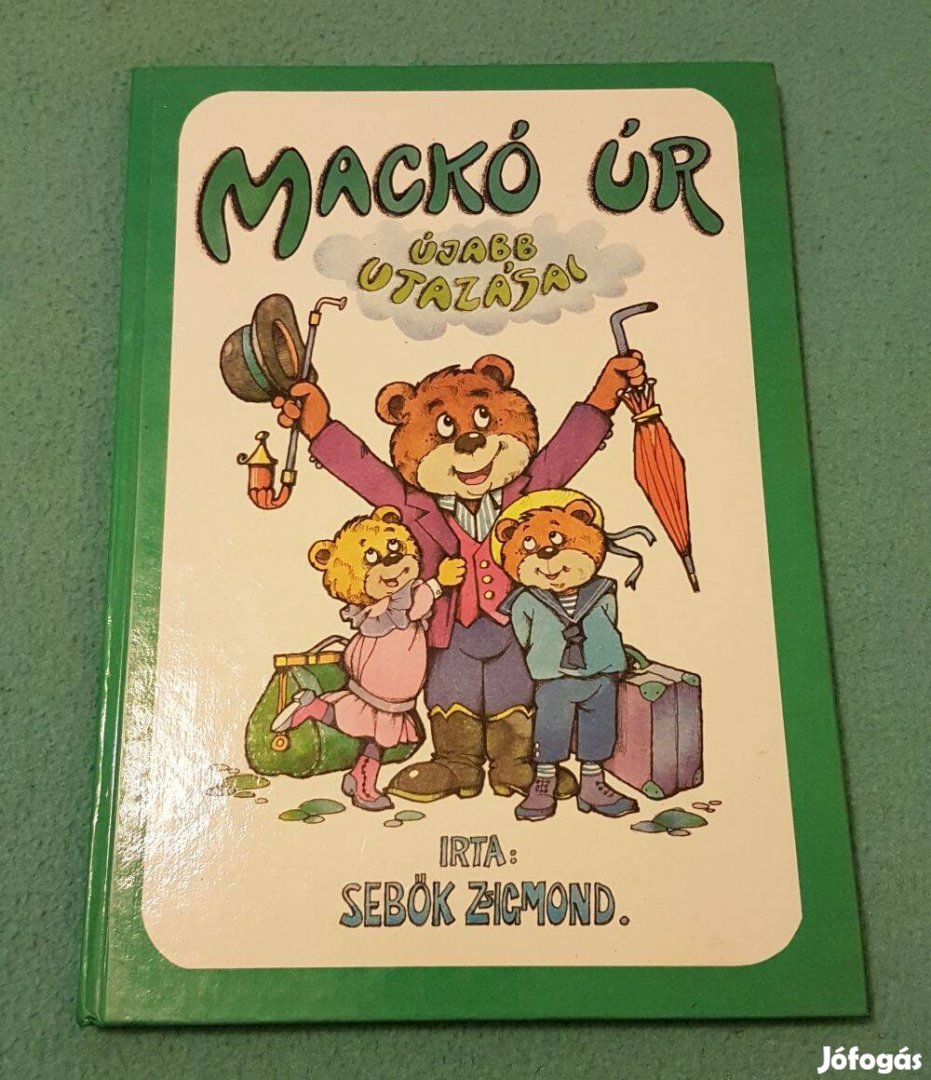 MACKÓ ÚR
ÚJABB
UTAZÁSAI
IRTA:
SEBÖK ZSIGMOND.
Jófogás